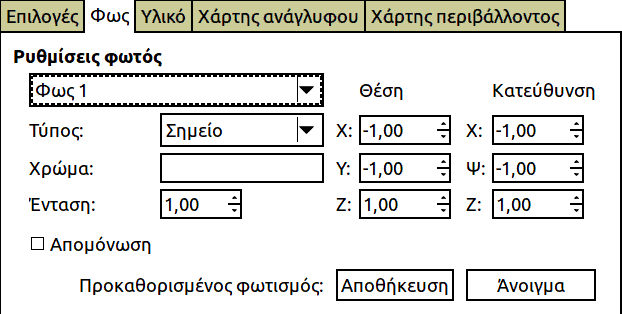 Επιλογές Φως Υλικό Χάρτης ανάγλυφου Χάρτης περιβάλλοντος
Ρυθμίσεις φωτός
Φως 1 Θέση Κατεύθυνση
Τύπος: Σημείο X: -1,00 X: -1,00
Χρώμα: Y: -1,00 Ψ: -1,00
Ένταση: 1,00 Z: 1,00 Z: 1,00
Απομόνωση
Προκαθορισμένος φωτισμός: Αποθήκευση Άνοιγμα